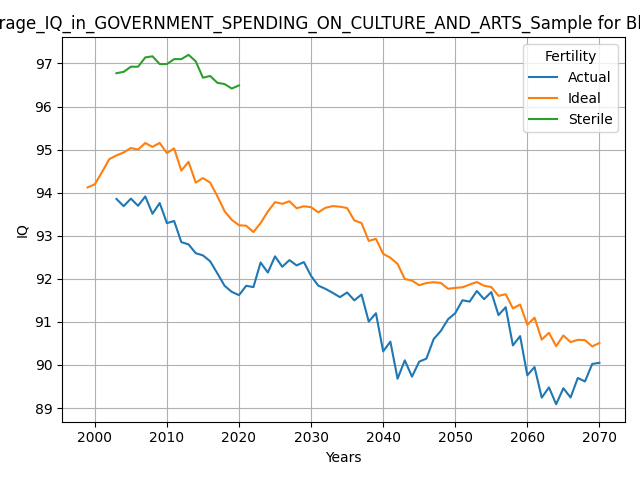 rage_IQ_in_GOVERNMENT_SPENDING_ON_CULTURE_AND_ARTS_Sample for Bl
Fertility
Actual
Ideal
Sterile
97
96
95
94
93
92
91
90
89
IQ
2000 2010 2020 2030 2040 2050 2060 2070
Years